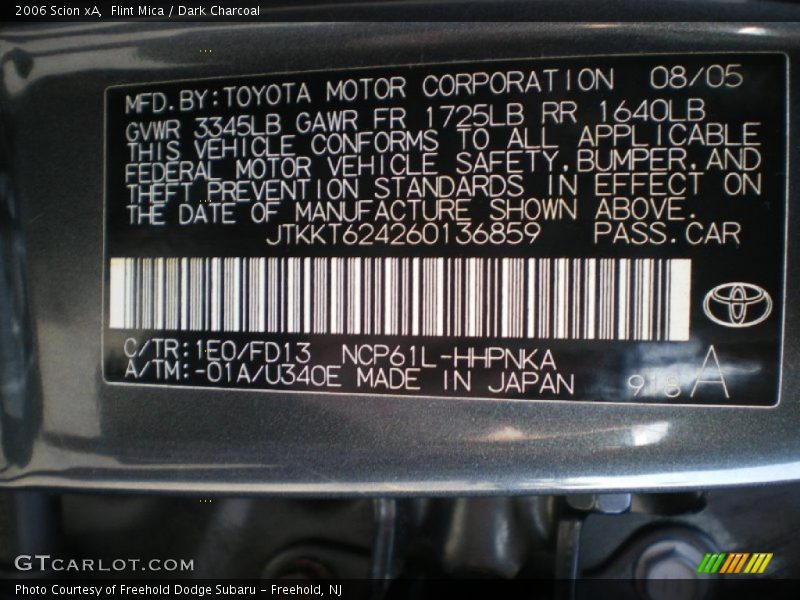 2006 Scion xA, Flint Mica / Dark Charcoal
MFD.BY:TOYOTA MOTOR CORPORATION 08/05
GVWR 3345LB GAWR FR 1725LB RR 1640LB
THIS VEHICLE CONFORMS TO ALL APPLICABLE
FEDERAL MOTOR VEHICLE SAFETY,BUMPER,AND
THEFT PREVENTION STANDARDS IN EFFECT ON
THE DATE OF MANUFACTURE SHOWN ABOVE.
JTKKT624260136859 PASS.CAR
C/TR:1E0/FD13 NCP61L-HHPNKA
A/TM:-01A/U340E MADE IN JAPAN 918A
GTCARLOT.COM
Photo Courtesy of Freehold Dodge Subaru - Freehold, NJ